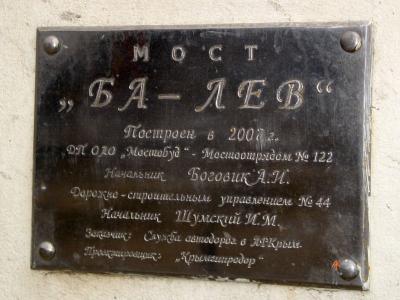 МОСТ
„БА – ЛЕВ“
Построен в 2007 г.
ДП ОАО „Мостобуд“ - Мостоотрядом № 122
Начальник Боговик А.И.
Дорожно-строительным управлением № 44
Начальник Шумский И.М.
Заказчик: Служба автодорог в АРКрым.
Проектировщик: „Крымгипродор“